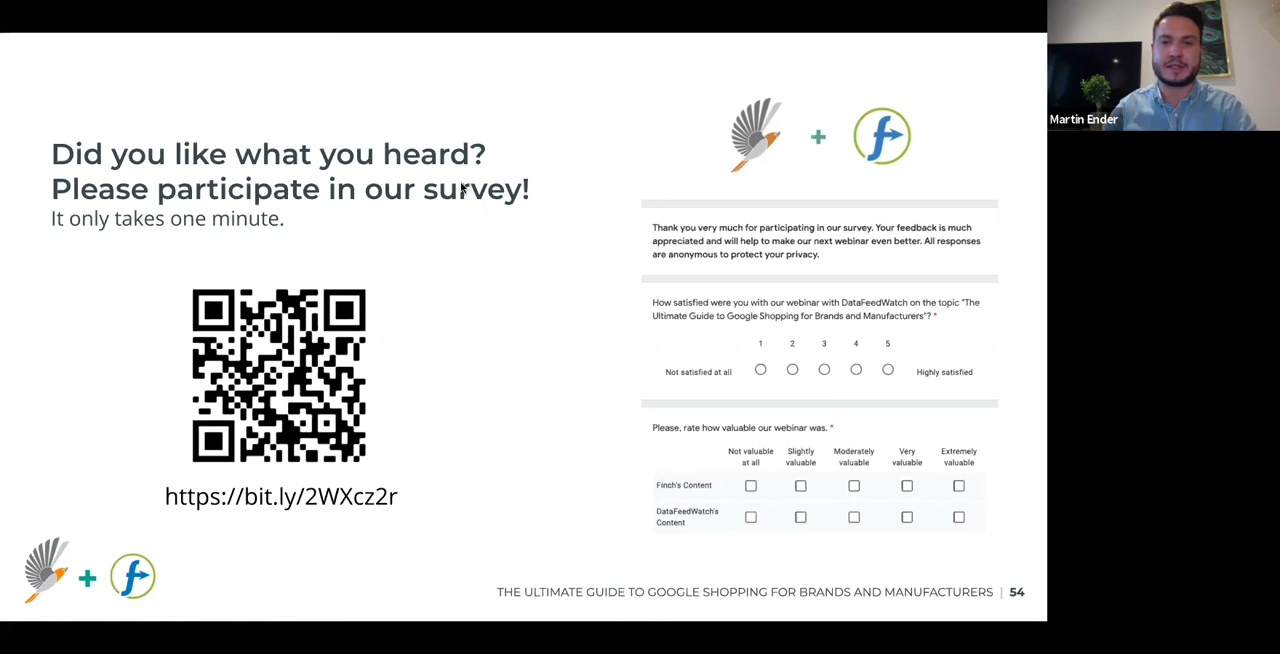 Did you like what you heard?
Please participate in our survey!
It only takes one minute.
https://bit.ly/2WXcz2r
Thank you very much for participating in our survey. Your feedback is much
appreciated and will help to make our next webinar even better. All responses
are anonymous to protect your privacy.
How satisfied were you with our webinar with DataFeedWatch on the topic "The
Ultimate Guide to Google Shopping for Brands and Manufacturers"? *
1 2 3 4 5
Not satisfied at all Highly satisfied
Please, rate how valuable our webinar was. *
Not valuable Slightly Moderately Very Extremely
at all valuable valuable valuable valuable
Finch's Content
DataFeedWatch's
Content
THE ULTIMATE GUIDE TO GOOGLE SHOPPING FOR BRANDS AND MANUFACTURERS | 54
Martin Ender